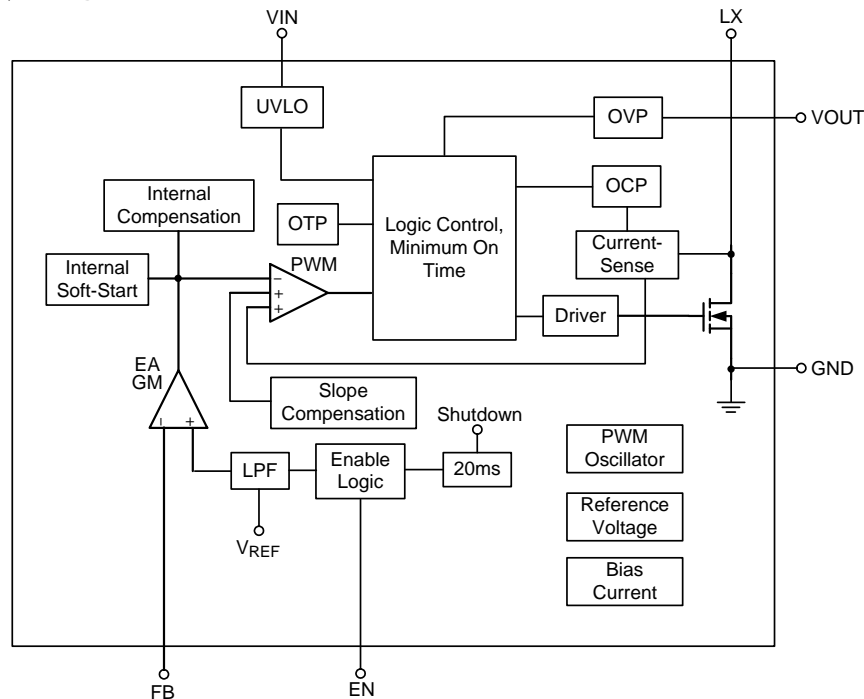 VIN
LX
UVLO
OVP
VOUT
Internal
Compensation
OTP
Logic Control,
Minimum On
Time
OCP
Internal
Soft-Start
PWM
Current-
Sense
–
+
+
Driver
EA
GM
GND
Slope
Compensation
Shutdown
–
+
LPF
Enable
Logic
20ms
PWM
Oscillator
VREF
Reference
Voltage
Bias
Current
FB
EN